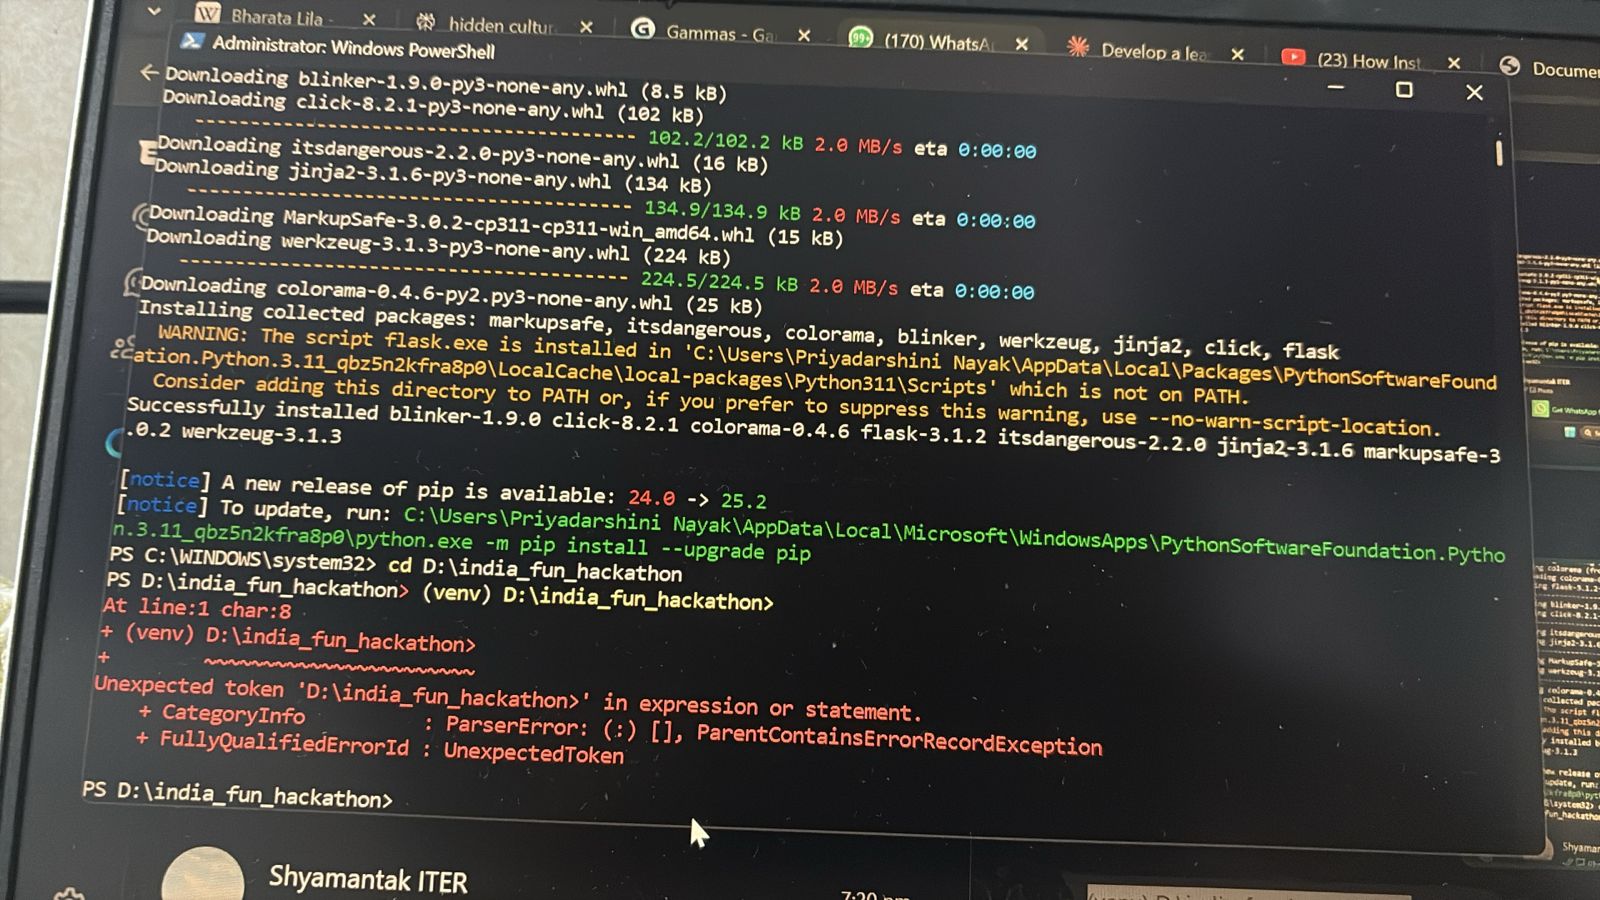 Bharata Lila -
hidden cultur
Gammas - Ga
(170) WhatsA
Develop a lea
(23) How Inst
Documen
Administrator: Windows PowerShell
Downloading blinker-1.9.0-py3-none-any.whl (8.5 kB)
Downloading click-8.2.1-py3-none-any.whl (102 kB)
---------------------------------------- 102.2/102.2 kB 2.0 MB/s eta 0:00:00
Downloading itsdangerous-2.2.0-py3-none-any.whl (16 kB)
Downloading jinja2-3.1.6-py3-none-any.whl (134 kB)
---------------------------------------- 134.9/134.9 kB 2.0 MB/s eta 0:00:00
Downloading MarkupSafe-3.0.2-cp311-cp311-win_amd64.whl (15 kB)
Downloading werkzeug-3.1.3-py3-none-any.whl (224 kB)
---------------------------------------- 224.5/224.5 kB 2.0 MB/s eta 0:00:00
Downloading colorama-0.4.6-py2.py3-none-any.whl (25 kB)
Installing collected packages: markupsafe, itsdangerous, colorama, blinker, werkzeug, jinja2, click, flask
WARNING: The script flask.exe is installed in 'C:\Users\Priyadarshini Nayak\AppData\Local\Packages\PythonSoftwareFound
ation.Python.3.11_qbz5n2kfra8p0\LocalCache\local-packages\Python311\Scripts' which is not on PATH.
Consider adding this directory to PATH or, if you prefer to suppress this warning, use --no-warn-script-location.
Successfully installed blinker-1.9.0 click-8.2.1 colorama-0.4.6 flask-3.1.2 itsdangerous-2.2.0 jinja2-3.1.6 markupsafe-3
.0.2 werkzeug-3.1.3
[notice] A new release of pip is available: 24.0 -> 25.2
[notice] To update, run: C:\Users\Priyadarshini Nayak\AppData\Local\Microsoft\WindowsApps\PythonSoftwareFoundation.Pytho
n.3.11_qbz5n2kfra8p0\python.exe -m pip install --upgrade pip
PS C:\WINDOWS\system32> cd D:\india_fun_hackathon
PS D:\india_fun_hackathon> (venv) D:\india_fun_hackathon>
At line:1 char:8
+ (venv) D:\india_fun_hackathon>
+        ~~~~~~~~~~~~~~~~~~~~~~~
Unexpected token 'D:\india_fun_hackathon>' in expression or statement.
+ CategoryInfo : ParserError: (:) [], ParentContainsErrorRecordException
+ FullyQualifiedErrorId : UnexpectedToken
PS D:\india_fun_hackathon>
Shyamantak ITER